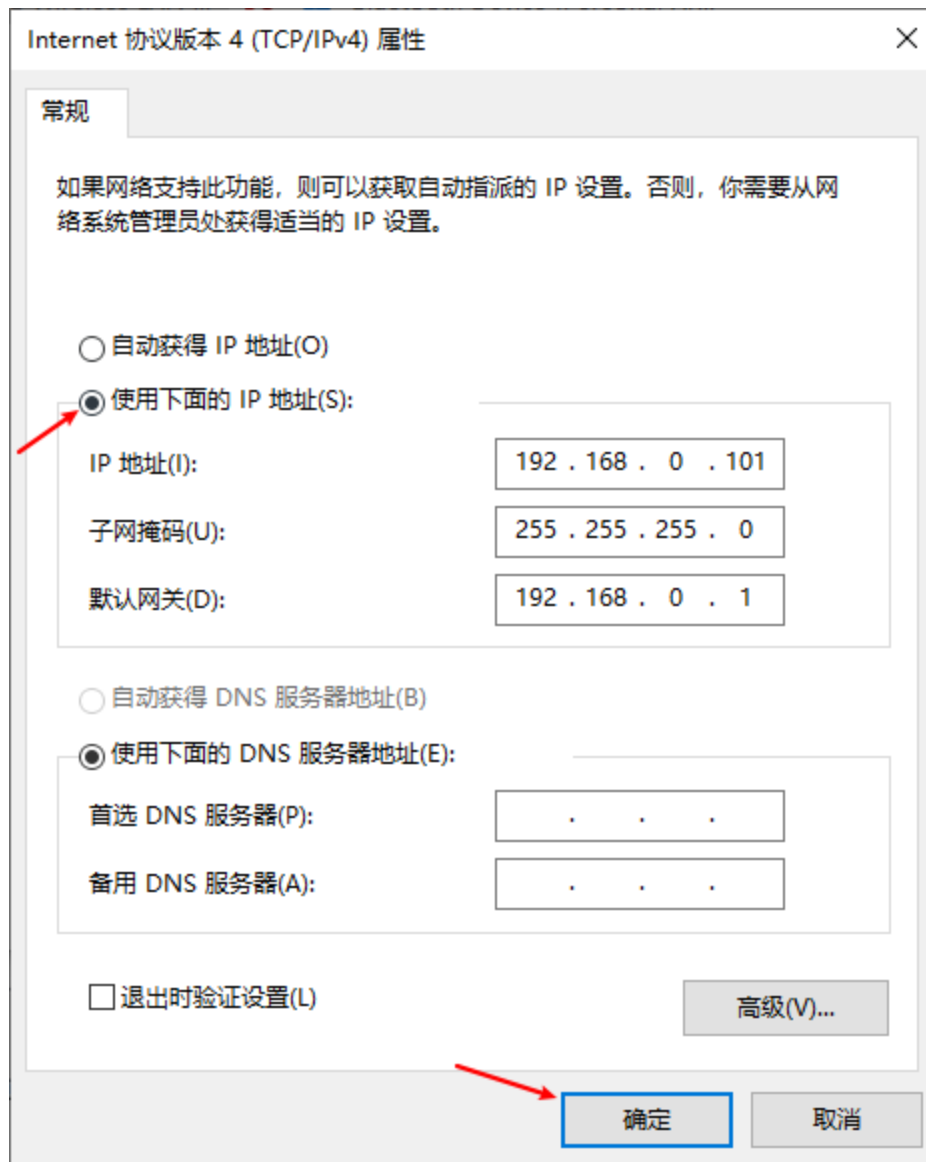 Internet 协议版本 4 (TCP/IPv4) 属性
常规
如果网络支持此功能，则可以获取自动指派的 IP 设置。否则，你需要从网
络系统管理员处获得适当的 IP 设置。
自动获得 IP 地址(O)
使用下面的 IP 地址(S):
IP 地址(I): 192 . 168 . 0 . 101
子网掩码(U): 255 . 255 . 255 . 0
默认网关(D): 192 . 168 . 0 . 1
自动获得 DNS 服务器地址(B)
使用下面的 DNS 服务器地址(E):
首选 DNS 服务器(P): . . .
备用 DNS 服务器(A): . . .
退出时验证设置(L)
高级(V)...
确定 取消